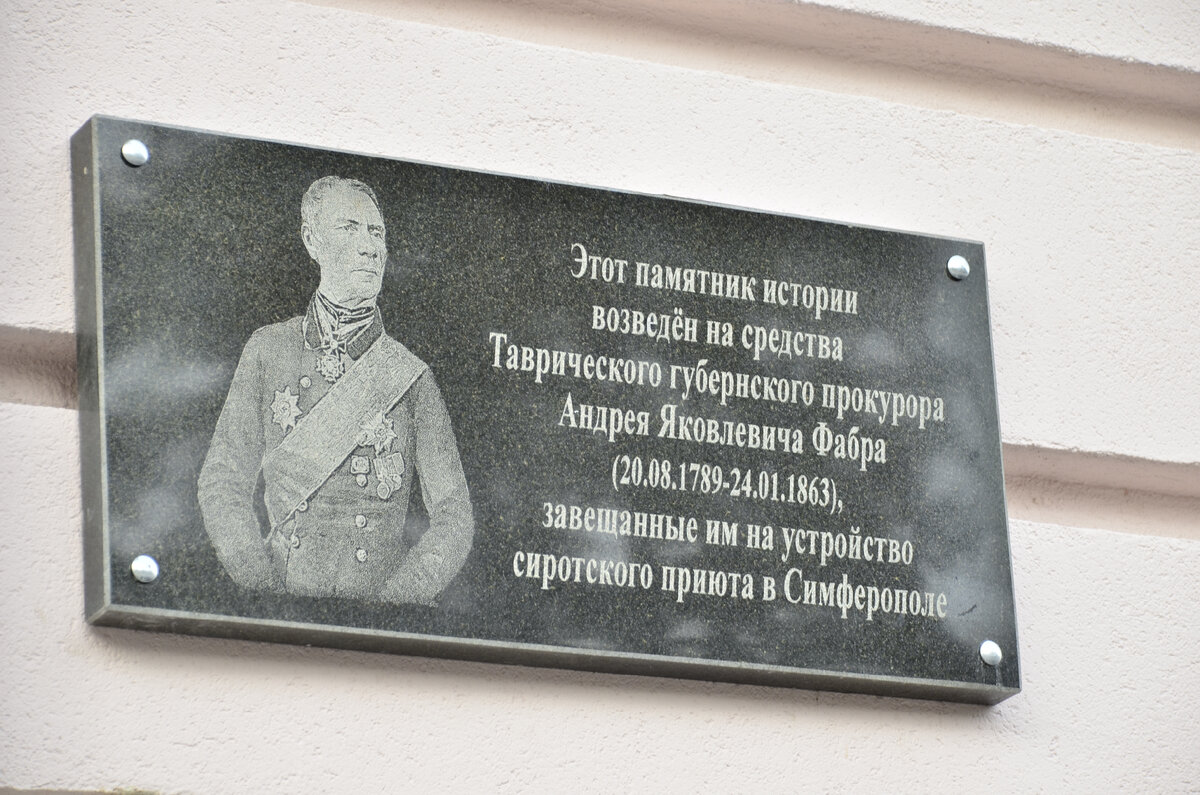 Этот памятник истории
возведён на средства
Таврического губернского прокурора
Андрея Яковлевича Фабра
(20.08.1789-24.01.1863),
завещанные им на устройство
сиротского приюта в Симферополе